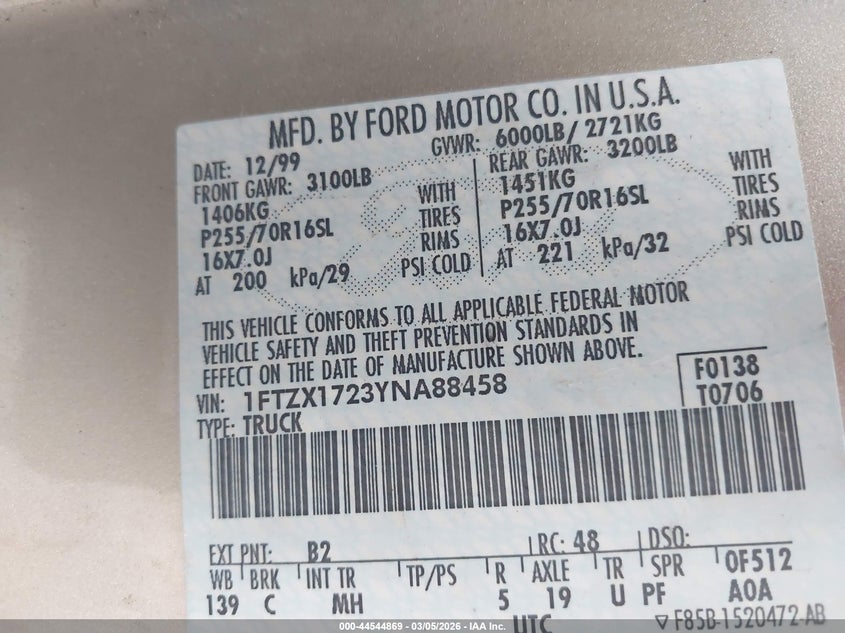 MFD. BY FORD MOTOR CO. IN U.S.A.
DATE: 12/99 GVWR: 6000LB/ 2721KG
FRONT GAWR: 3100LB REAR GAWR: 3200LB
1406KG WITH 1451KG WITH
P255/70R16SL TIRES P255/70R16SL TIRES
16X7.0J RIMS 16X7.0J RIMS
AT 200 kPa/29 PSI COLD AT 221 kPa/32 PSI COLD
THIS VEHICLE CONFORMS TO ALL APPLICABLE FEDERAL MOTOR
VEHICLE SAFETY AND THEFT PREVENTION STANDARDS IN
EFFECT ON THE DATE OF MANUFACTURE SHOWN ABOVE.
VIN: 1FTZX1723YNA88458 F0138
TYPE: TRUCK T0706
EXT PNT: B2 RC: 48 DSO:
WB BRK INT TR TP/PS R AXLE TR SPR 0F512
139 C MH 5 19 U PF A0A
UTC ▽F85B-1520472-AB
000-44544869 - 03/05/2026 - IAA Inc.